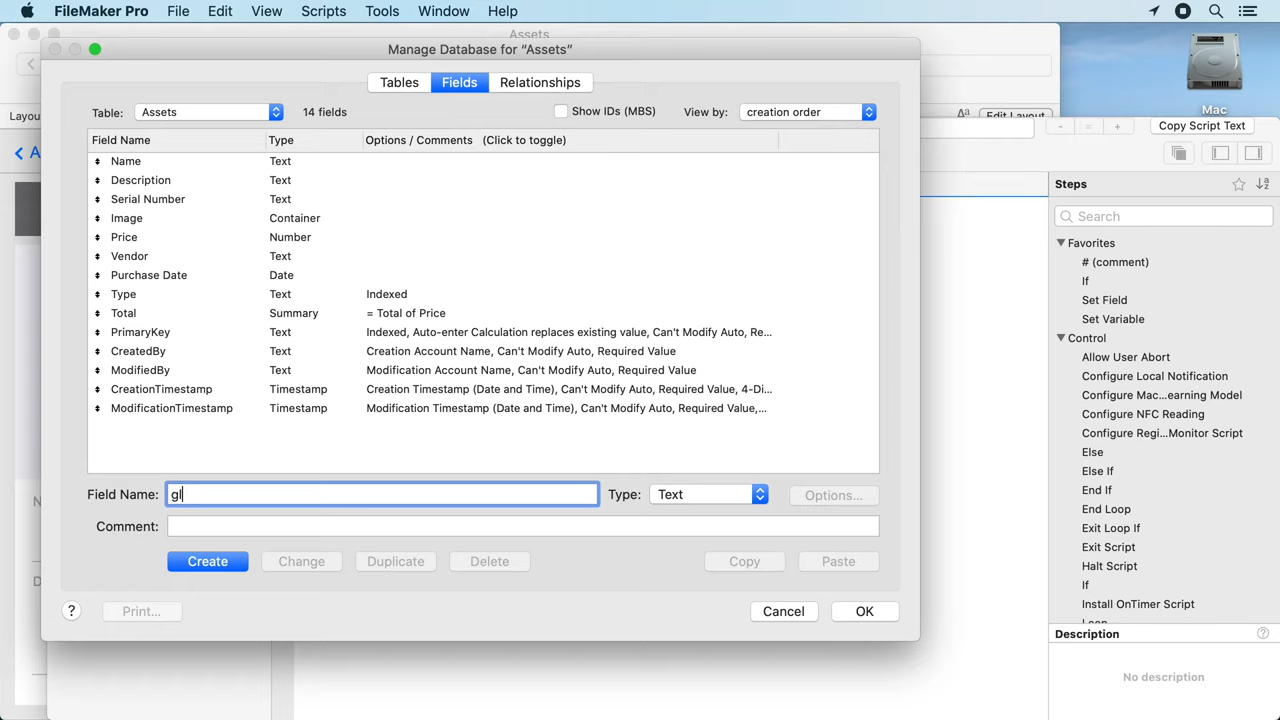 FileMaker Pro File Edit View Scripts Tools Window Help
Assets
Manage Database for “Assets”
Mac
Tables Fields Relationships
Table: Assets 14 fields Show IDs (MBS) View by: creation order
Layou Edit Layout
Copy Script Text
Field Name Type Options / Comments (Click to toggle)
A
Name Text
Description Text
Serial Number Text
Image Container
Price Number
Vendor Text
Purchase Date Date
Type Text Indexed
Total Summary = Total of Price
PrimaryKey Text Indexed, Auto-enter Calculation replaces existing value, Can't Modify Auto, Re...
CreatedBy Text Creation Account Name, Can't Modify Auto, Required Value
ModifiedBy Text Modification Account Name, Can't Modify Auto, Required Value
CreationTimestamp Timestamp Creation Timestamp (Date and Time), Can't Modify Auto, Required Value, 4-Di...
ModificationTimestamp Timestamp Modification Timestamp (Date and Time), Can't Modify Auto, Required Value,...
Field Name: gl Type: Text Options...
Comment:
Create Change Duplicate Delete Copy Paste
? Print... Cancel OK
Steps
Search
Favorites
# (comment)
If
Set Field
Set Variable
Control
Allow User Abort
Configure Local Notification
Configure Mac...earning Model
Configure NFC Reading
Configure Regi...Monitor Script
Else
Else If
End If
End Loop
Exit Loop If
Exit Script
Halt Script
If
Install OnTimer Script
Loop
Description
No description